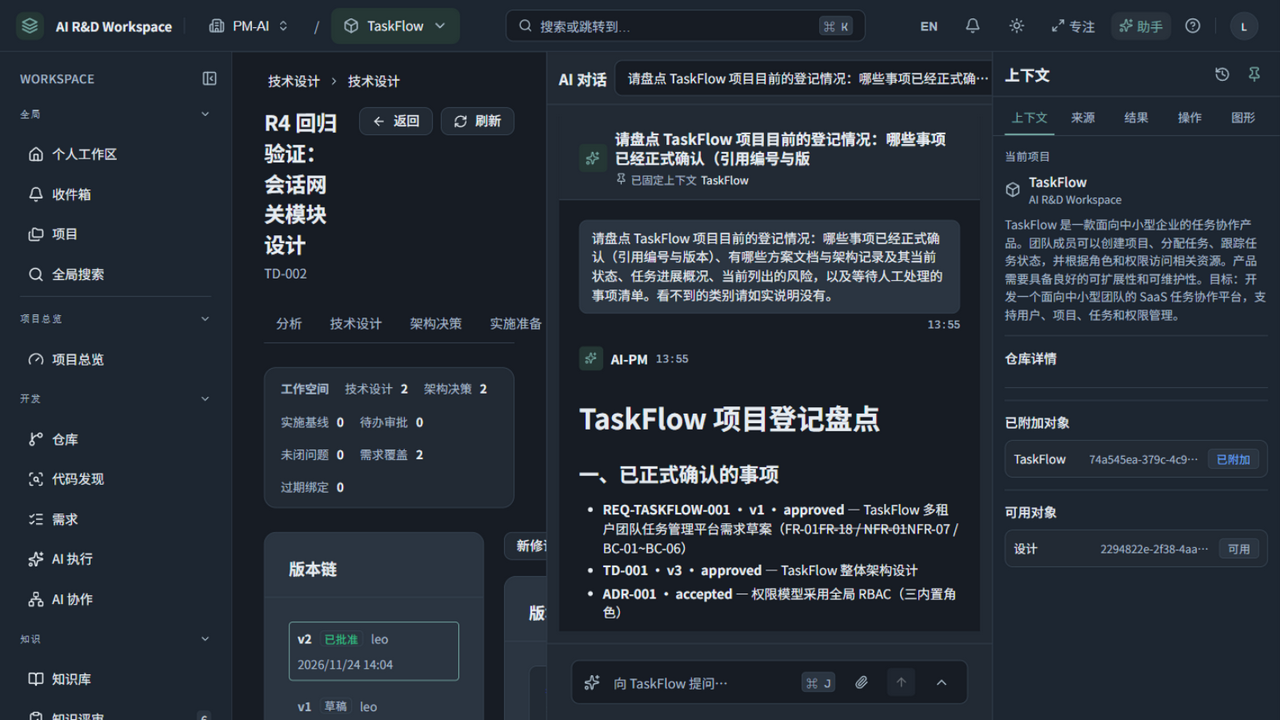 AI R&D Workspace
PM-AI
/
TaskFlow
搜索或跳转到…
⌘ K
EN
专注
助手
L
WORKSPACE
全局
个人工作区
收件箱
项目
全局搜索
项目总览
项目总览
开发
仓库
代码发现
需求
AI 执行
AI 协作
知识
知识库
知识评审
技术设计 > 技术设计
R4 回归
验证：
会话网
关模块
设计
返回
刷新
TD-002
分析
技术设计
架构决策
实施准备
工作空间 技术设计 2 架构决策 2
实施基线 0 待办审批 0
未闭问题 0 需求覆盖 2
过期绑定 0
版本链
v2 已批准 leo
2026/11/24 14:04
v1 草稿 leo
AI 对话
请盘点 TaskFlow 项目目前的登记情况：哪些事项已经正式确…
请盘点 TaskFlow 项目目前的登记情况：哪些事项
已经正式确认（引用编号与版
已固定上下文 TaskFlow
请盘点 TaskFlow 项目目前的登记情况：哪些事项已经正式确
认（引用编号与版本）、有哪些方案文档与架构记录及其当前
状态、任务进展概况、当前列出的风险，以及等待人工处理的
事项清单。看不到的类别请如实说明没有。
13:55
AI-PM 13:55
TaskFlow 项目登记盘点
一、已正式确认的事项
• REQ-TASKFLOW-001 • v1 • approved — TaskFlow 多租
户团队任务管理平台需求草案（FR-01FR-18 / NFR-01NFR-07 /
BC-01~BC-06）
• TD-001 • v3 • approved — TaskFlow 整体架构设计
• ADR-001 • accepted — 权限模型采用全局 RBAC（三内置角
色）
向 TaskFlow 提问…
⌘ J
上下文
上下文
来源
结果
操作
图形
当前项目
TaskFlow
AI R&D Workspace
TaskFlow 是一款面向中小型企业的任务协作产
品。团队成员可以创建项目、分配任务、跟踪任
务状态，并根据角色和权限访问相关资源。产品
需要具备良好的可扩展性和可维护性。目标：开
发一个面向中小型团队的 SaaS 任务协作平台，支
持用户、项目、任务和权限管理。
仓库详情
已附加对象
TaskFlow 74a545ea-379c-4c9… 已附加
可用对象
设计 2294822e-2f38-4aa… 可用